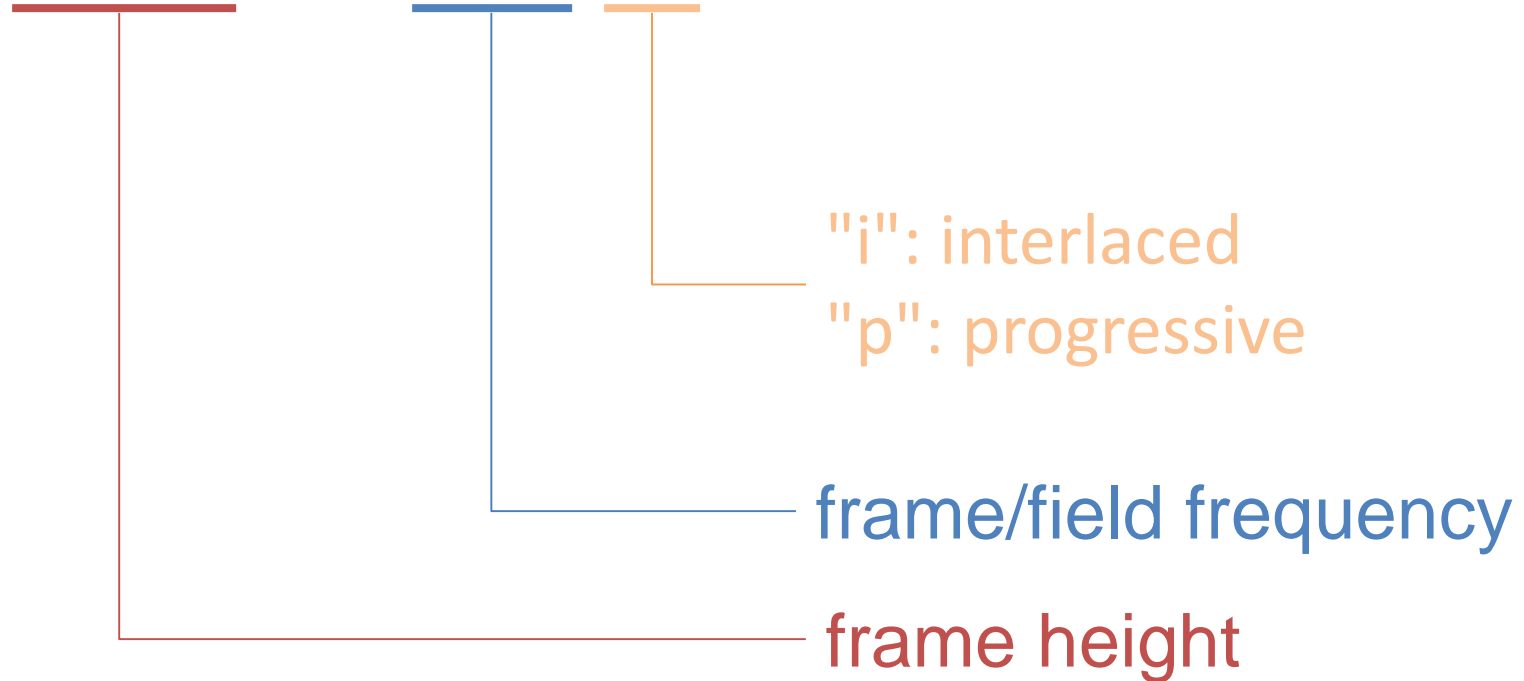 "i": interlaced
"p": progressive
frame/field frequency
frame height